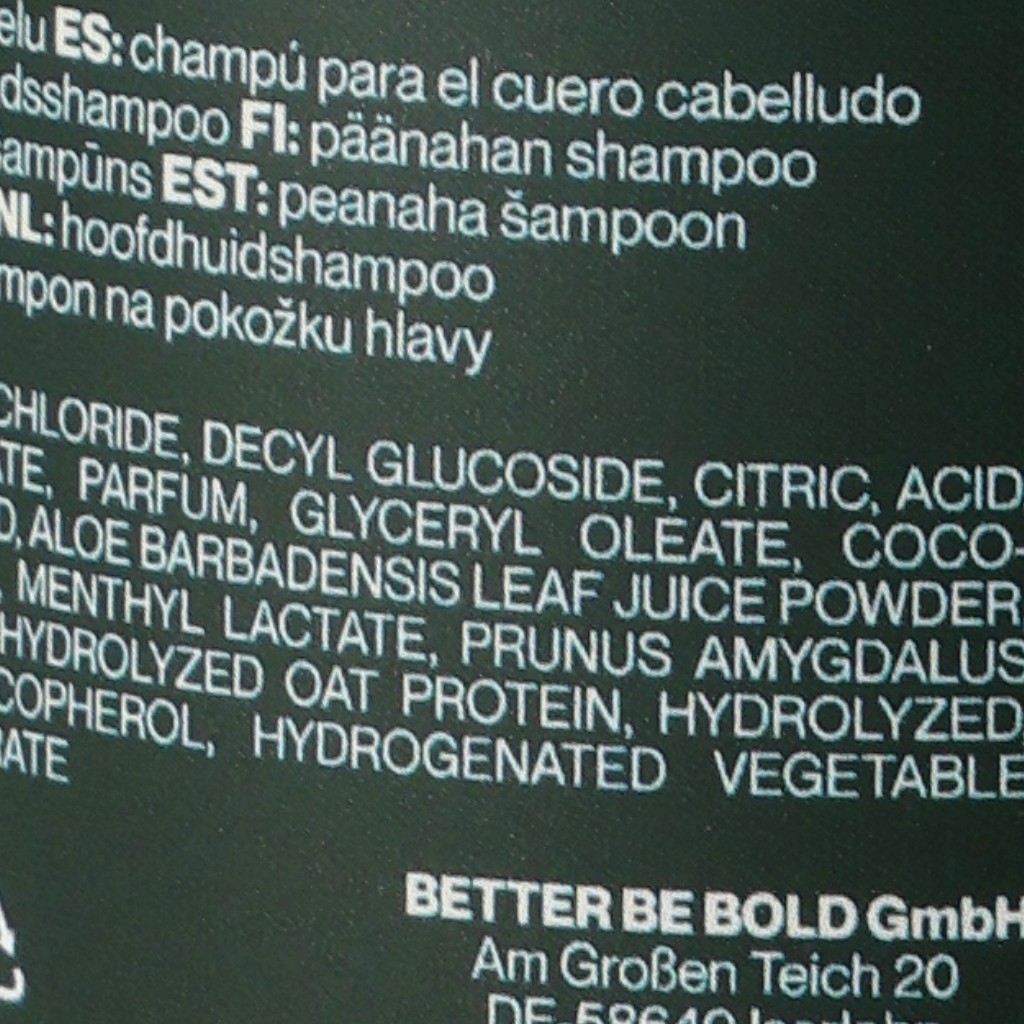 elu ES: champú para el cuero cabelludo
dsshampoo FI: päänahan shampoo
ampūns EST: peanaha šampoon
NL: hoofdhuidshampoo
mpon na pokožku hlavy
CHLORIDE, DECYL GLUCOSIDE, CITRIC, ACID
TE, PARFUM, GLYCERYL OLEATE, COCO-
D, ALOE BARBADENSIS LEAF JUICE POWDER
, MENTHYL LACTATE, PRUNUS AMYGDALUS
HYDROLYZED OAT PROTEIN, HYDROLYZED
COPHEROL, HYDROGENATED VEGETABLE
RATE
BETTER BE BOLD GmbH
Am Großen Teich 20
DE-58640